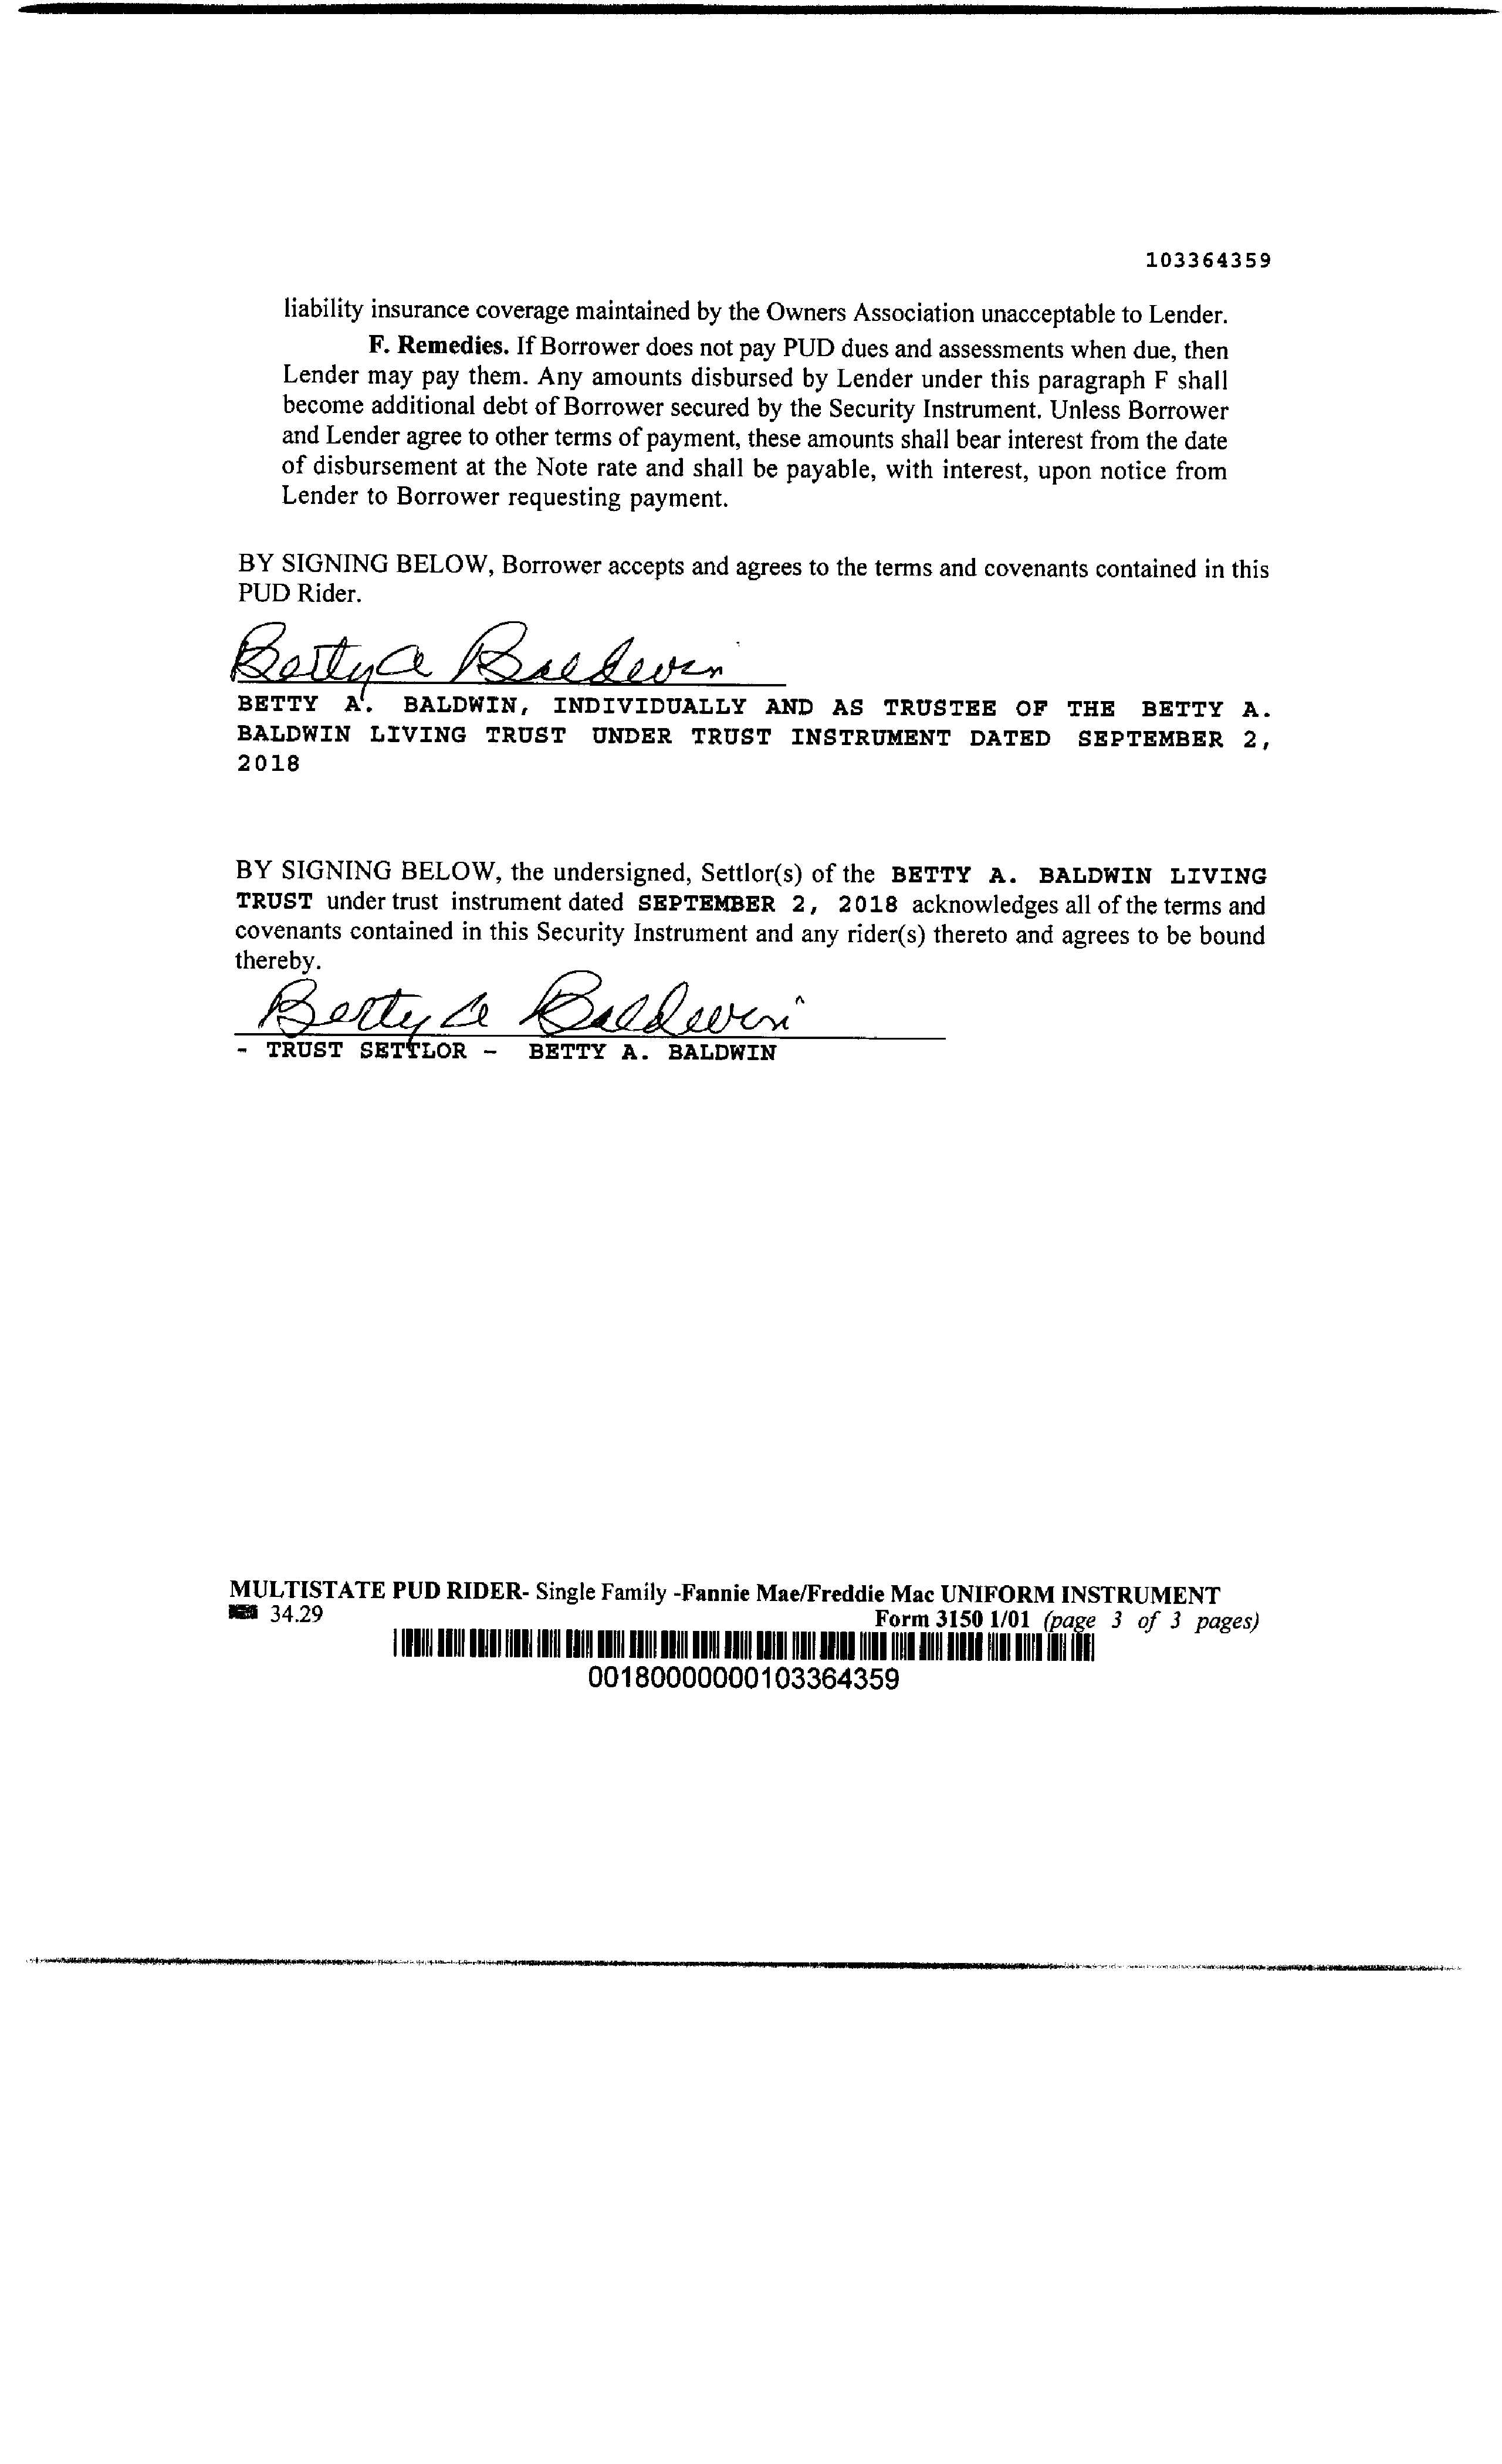 103364359
liability insurance coverage maintained by the Owners Association unacceptable to Lender.
F. Remedies. If Borrower does not pay PUD dues and assessments when due, then
Lender may pay them. Any amounts disbursed by Lender under this paragraph F shall
become additional debt of Borrower secured by the Security Instrument. Unless Borrower
and Lender agree to other terms of payment, these amounts shall bear interest from the date
of disbursement at the Note rate and shall be payable, with interest, upon notice from
Lender to Borrower requesting payment.
BY SIGNING BELOW, Borrower accepts and agrees to the terms and covenants contained in this
PUD Rider.
Betty A Baldwin
BETTY A. BALDWIN, INDIVIDUALLY AND AS TRUSTEE OF THE BETTY A.
BALDWIN LIVING TRUST UNDER TRUST INSTRUMENT DATED SEPTEMBER 2,
2018
BY SIGNING BELOW, the undersigned, Settlor(s) of the BETTY A. BALDWIN LIVING
TRUST under trust instrument dated SEPTEMBER 2, 2018 acknowledges all of the terms and
covenants contained in this Security Instrument and any rider(s) thereto and agrees to be bound
thereby.
Betty A Baldwin
- TRUST SETTLOR - BETTY A. BALDWIN
MULTISTATE PUD RIDER- Single Family -Fannie Mae/Freddie Mac UNIFORM INSTRUMENT
34.29 Form 3150 1/01 (page 3 of 3 pages)
00180000000103364359